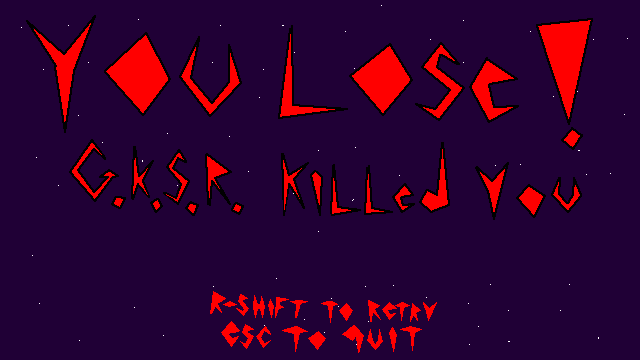 YOU LOSE!
G.K.S.R. Killed You
R-SHIFT TO RETRY
ESC TO QUIT